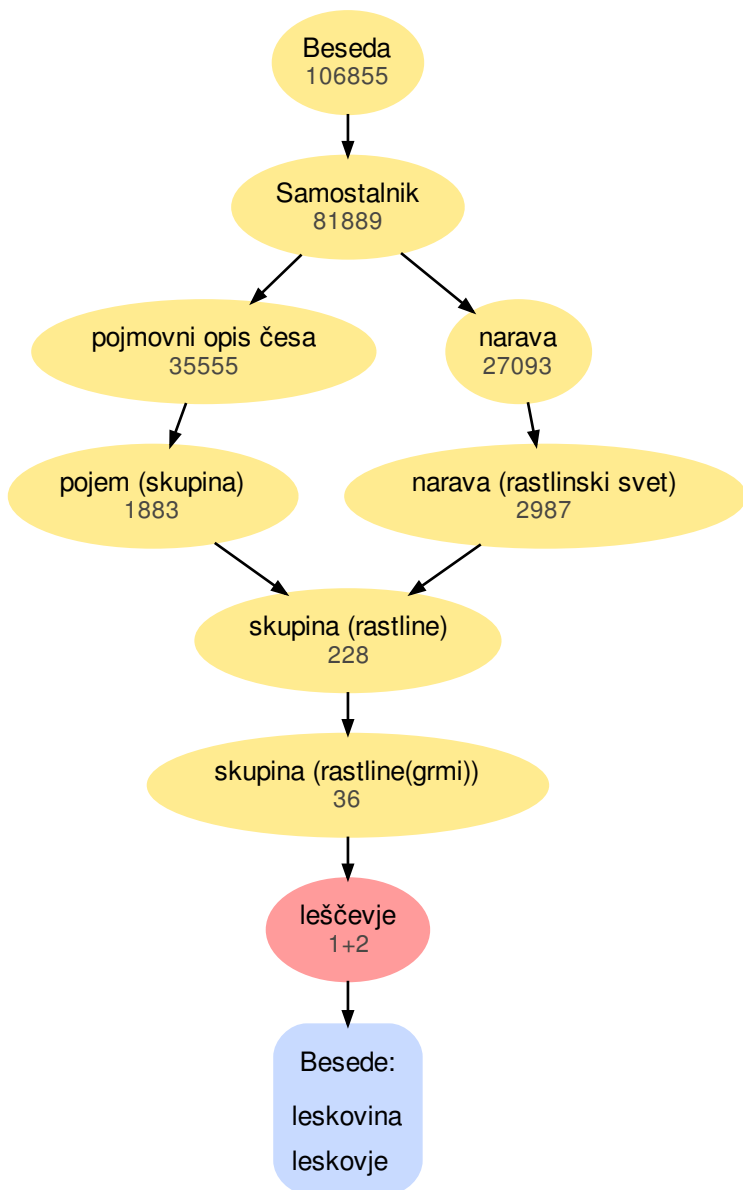 Beseda
106855
Samostalnik
81889
pojmovni opis česa
35555
narava
27093
pojem (skupina)
1883
narava (rastlinski svet)
2987
skupina (rastline)
228
skupina (rastline(grmi))
36
leščevje
1+2
Besede:
leskovina
leskovje